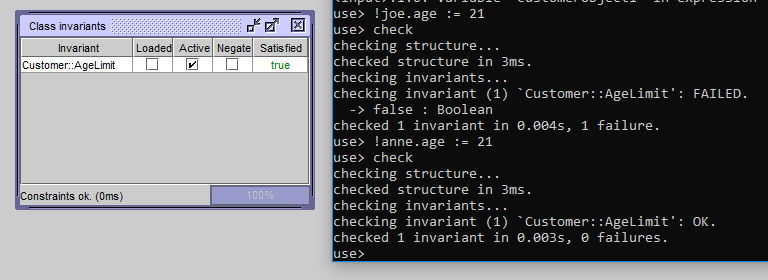 Class invariants
Invariant Loaded Active Negate Satisfied
Customer::AgeLimit true
Constraints ok. (0ms) 100%
use> !joe.age := 21
use> check
checking structure...
checked structure in 3ms.
checking invariants...
checking invariant (1) `Customer::AgeLimit': FAILED.
-> false : Boolean
checked 1 invariant in 0.004s, 1 failure.
use> !anne.age := 21
use> check
checking structure...
checked structure in 3ms.
checking invariants...
checking invariant (1) `Customer::AgeLimit': OK.
checked 1 invariant in 0.003s, 0 failures.
use>